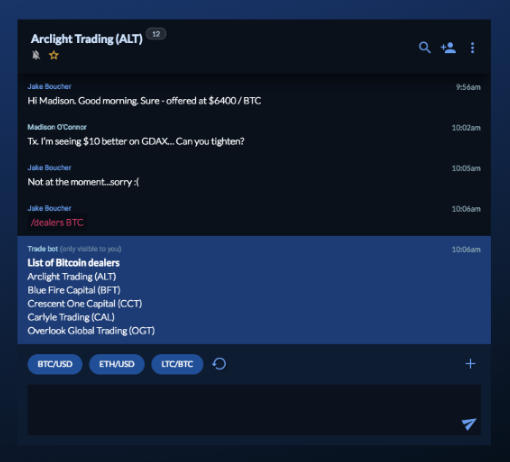 Arclight Trading (ALT) 12
Jake Boucher 9:56am
Hi Madison. Good morning. Sure - offered at $6400 / BTC
Madison O'Connor 10:02am
Tx. I'm seeing $10 better on GDAX... Can you tighten?
Jake Boucher 10:05am
Not at the moment...sorry :(
Jake Boucher 10:06am
/dealers BTC
Trade bot (only visible to you) 10:06am
List of Bitcoin dealers
Arclight Trading (ALT)
Blue Fire Capital (BFT)
Crescent One Capital (CCT)
Carlyle Trading (CAL)
Overlook Global Trading (OGT)
BTC/USD ETH/USD LTC/BTC